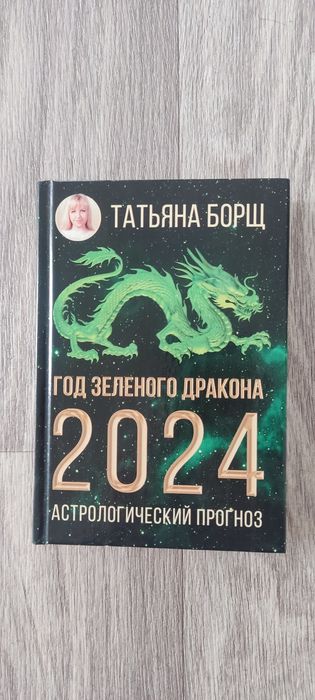 ТАТЬЯНА БОРЩ
ГОД ЗЕЛЕНОГО ДРАКОНА
2024
АСТРОЛОГИЧЕСКИЙ ПРОГНОЗ